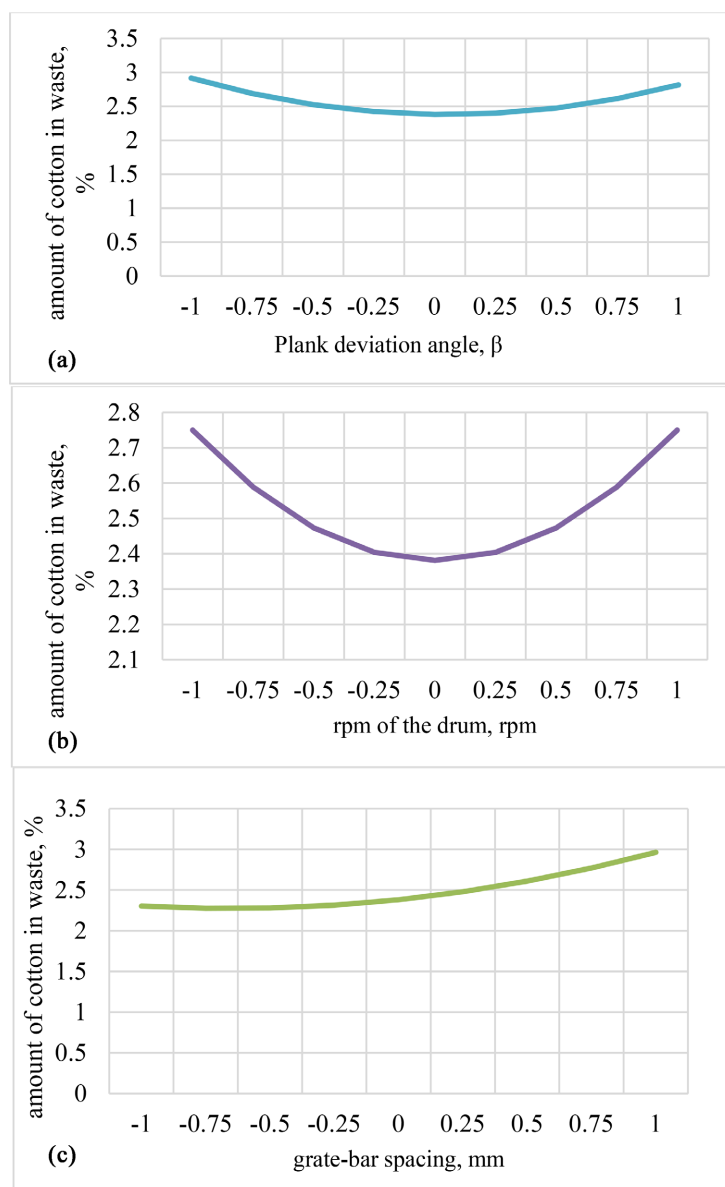 3.5
3
2.5
2
1.5
1
0.5
0
amount of cotton in waste,
%
-1 -0.75 -0.5 -0.25 0 0.25 0.5 0.75 1
Plank deviation angle, β
(a)
2.8
2.7
2.6
2.5
2.4
2.3
2.2
2.1
amount of cotton in waste,
%
-1 -0.75 -0.5 -0.25 0 0.25 0.5 0.75 1
rpm of the drum, rpm
(b)
3.5
3
2.5
2
1.5
1
0.5
0
amount of cotton in waste, %
-1 -0.75 -0.5 -0.25 0 0.25 0.5 0.75 1
grate-bar spacing, mm
(c)